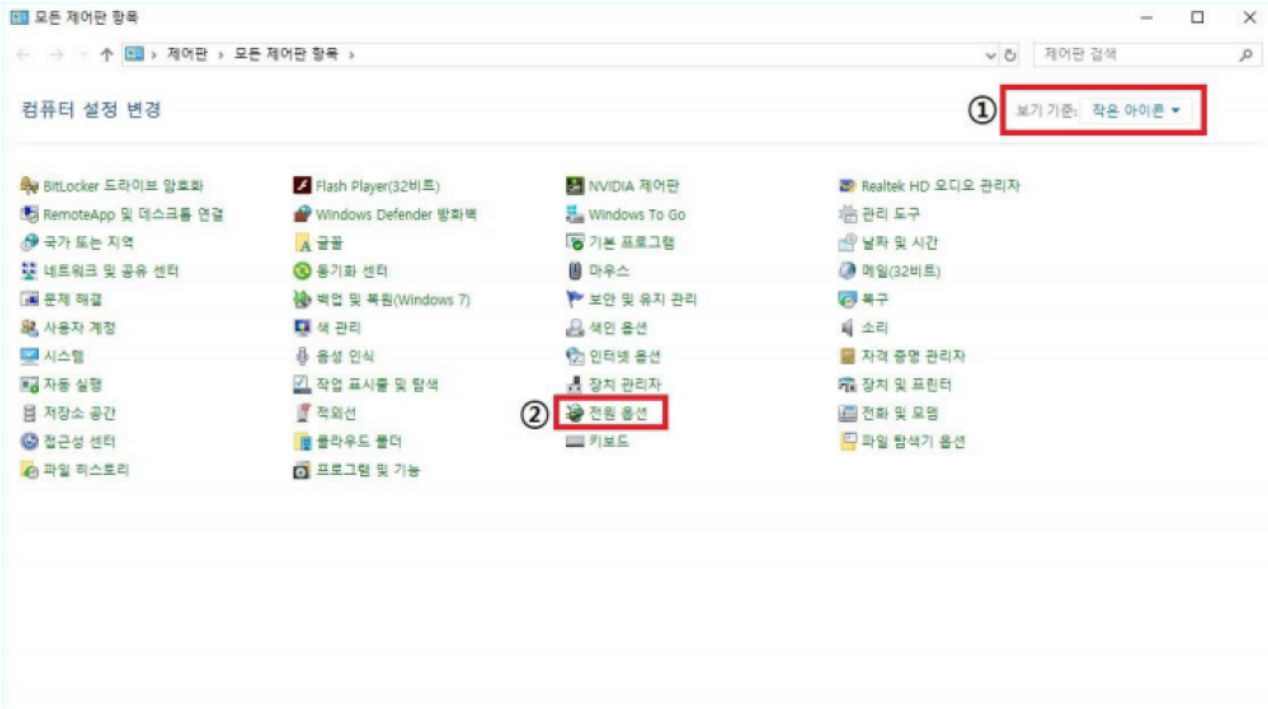 모든 제어판 항목
제어판 › 모든 제어판 항목 ›
제어판 검색
컴퓨터 설정 변경
① 보기 기준: 작은 아이콘
BitLocker 드라이브 암호화
Flash Player(32비트)
NVIDIA 제어판
Realtek HD 오디오 관리자
RemoteApp 및 데스크톱 연결
Windows Defender 방화벽
Windows To Go
관리 도구
국가 또는 지역
글꼴
기본 프로그램
날짜 및 시간
네트워크 및 공유 센터
동기화 센터
마우스
메일(32비트)
문제 해결
백업 및 복원(Windows 7)
보안 및 유지 관리
복구
사용자 계정
색 관리
색인 옵션
소리
시스템
음성 인식
인터넷 옵션
자격 증명 관리자
자동 실행
작업 표시줄 및 탐색
장치 관리자
장치 및 프린터
저장소 공간
적외선
② 전원 옵션
전화 및 모뎀
접근성 센터
클라우드 폴더
키보드
파일 탐색기 옵션
파일 히스토리
프로그램 및 기능